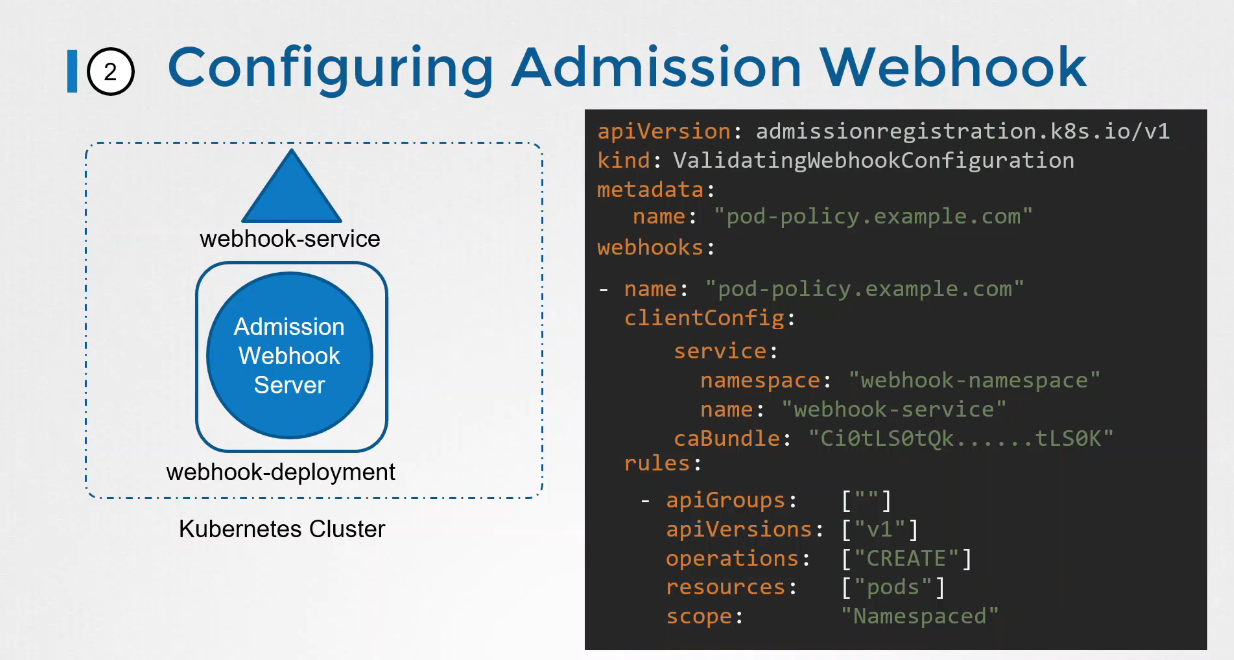 2 Configuring Admission Webhook
webhook-service
Admission
Webhook
Server
webhook-deployment
Kubernetes Cluster
apiVersion: admissionregistration.k8s.io/v1
kind: ValidatingWebhookConfiguration
metadata:
name: "pod-policy.example.com"
webhooks:
- name: "pod-policy.example.com"
clientConfig:
service:
namespace: "webhook-namespace"
name: "webhook-service"
caBundle: "Ci0tLS0tQk......tLS0K"
rules:
- apiGroups: [""]
apiVersions: ["v1"]
operations: ["CREATE"]
resources: ["pods"]
scope: "Namespaced"